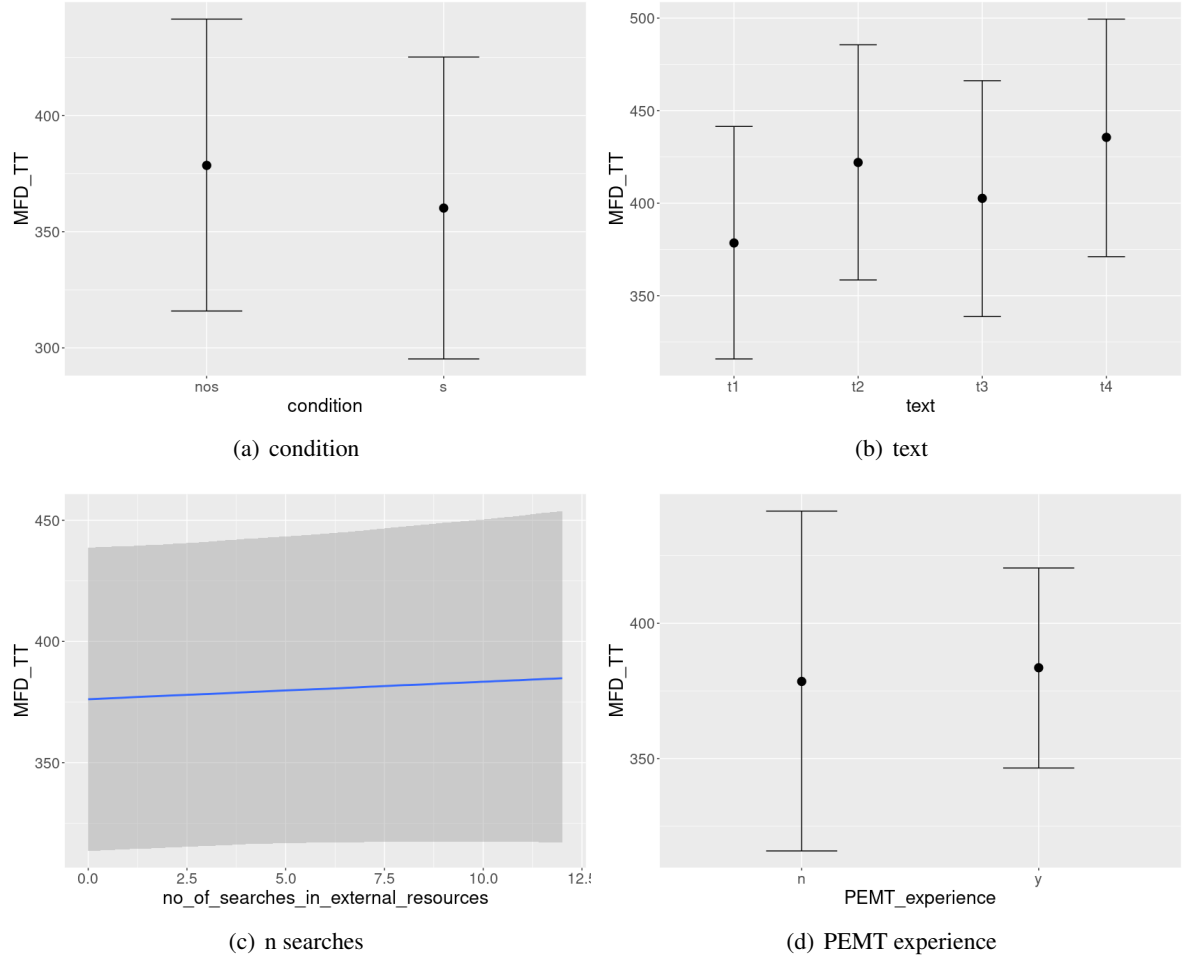 400
350
300
MFD_TT
nos
s
condition
(a) condition
500
450
400
350
MFD_TT
t1
t2
t3
t4
text
(b) text
450
400
350
MFD_TT
0.0
2.5
5.0
7.5
10.0
no_of_searches_in_external_resources
(c) n searches
400
350
MFD_TT
n
y
PEMT_experience
(d) PEMT experience